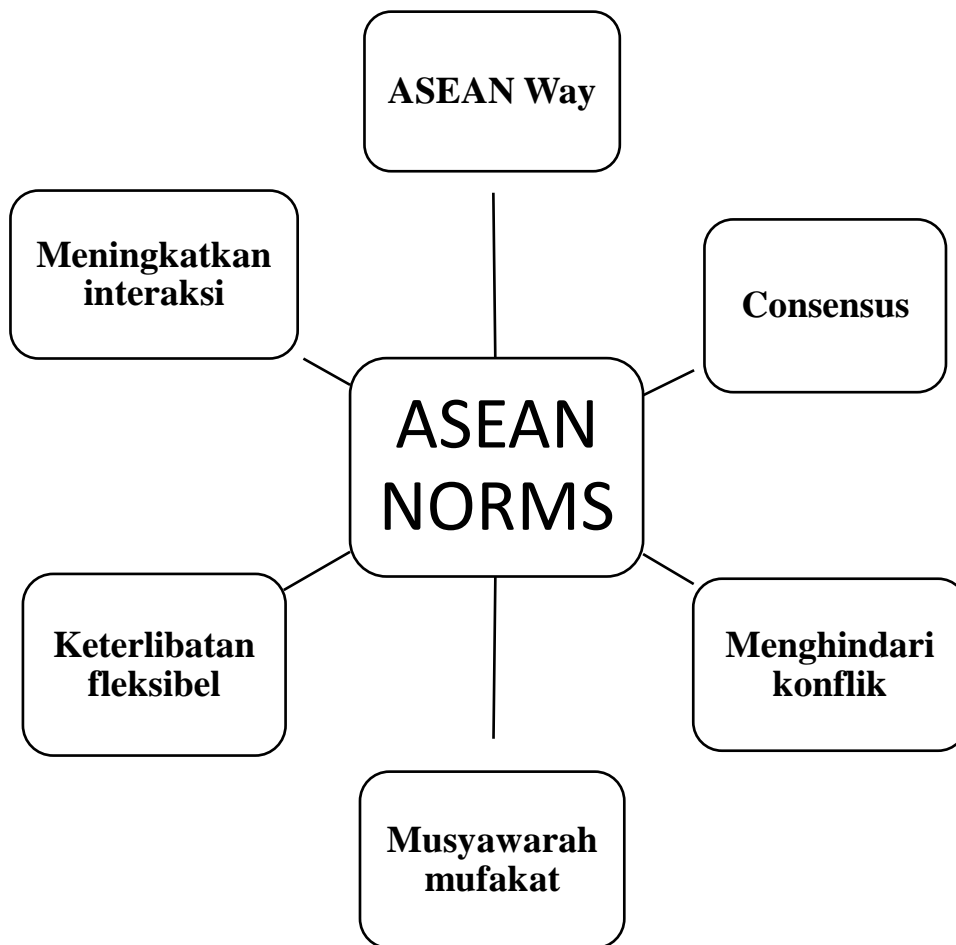 ASEAN Way
Meningkatkan
interaksi
Consensus
ASEAN
NORMS
Keterlibatan
fleksibel
Menghindari
konflik
Musyawarah
mufakat